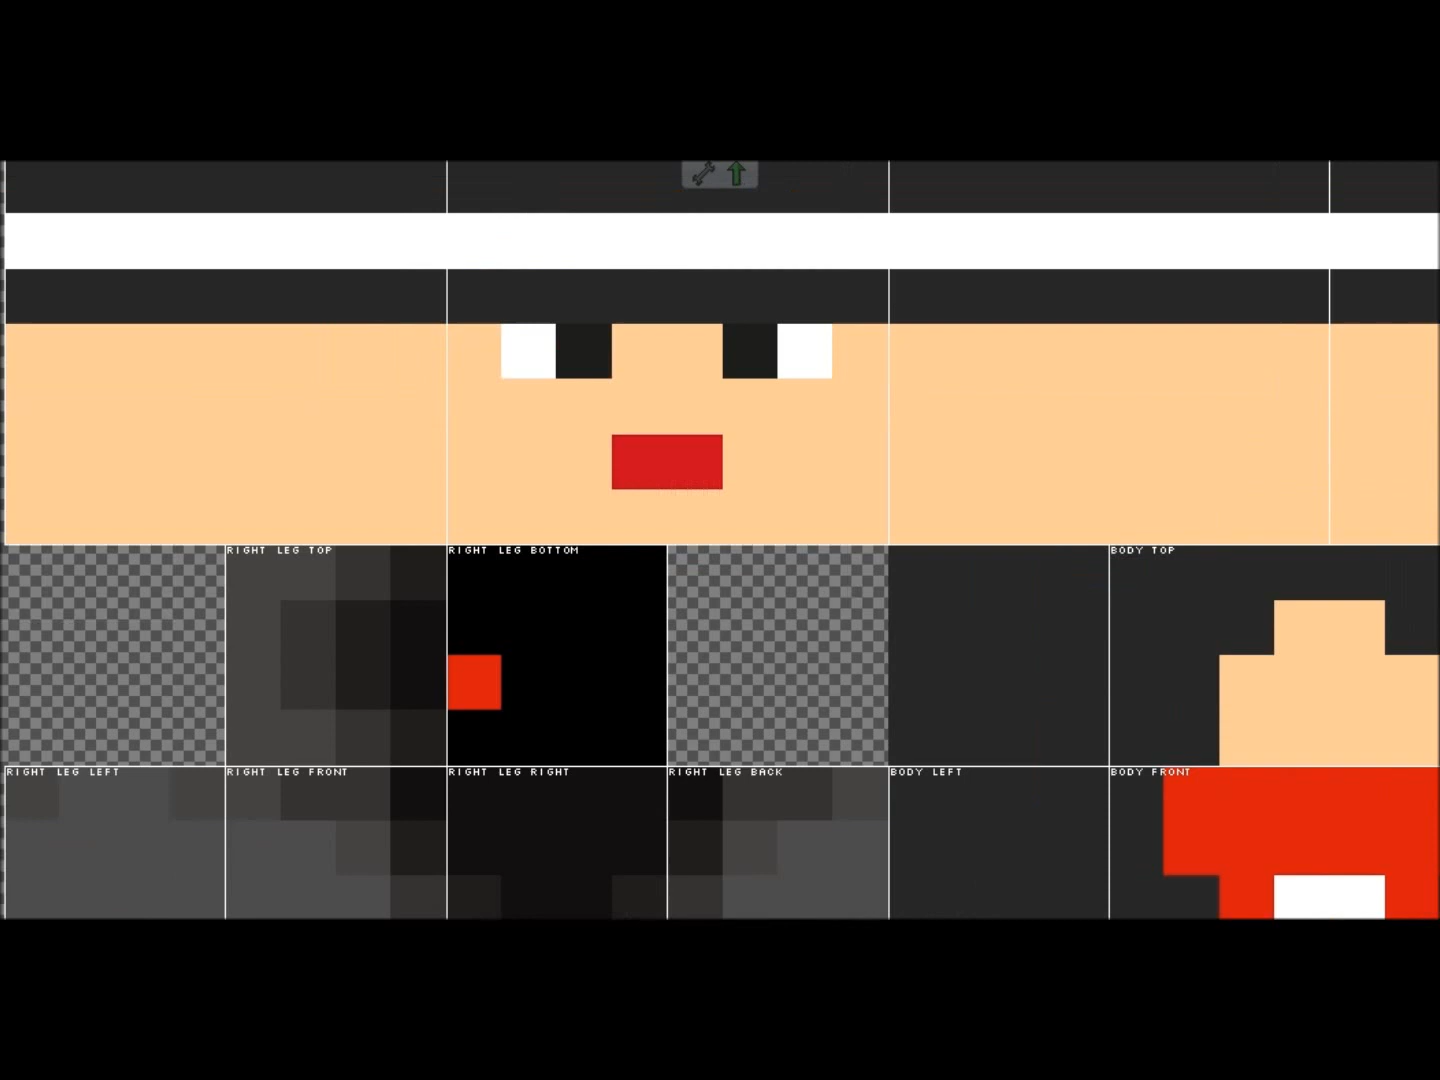 RIGHT LEG TOP
RIGHT LEG BOTTOM
BODY TOP
RIGHT LEG LEFT
RIGHT LEG FRONT
RIGHT LEG RIGHT
RIGHT LEG BACK
BODY LEFT
BODY FRONT